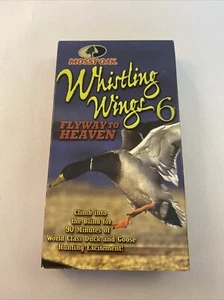 MOSSY OAK
Whistling
Wings 6
FLYWAY TO
HEAVEN
Climb into
the Blind for
90 Minutes of
World Class Duck and Goose
Hunting Excitement!